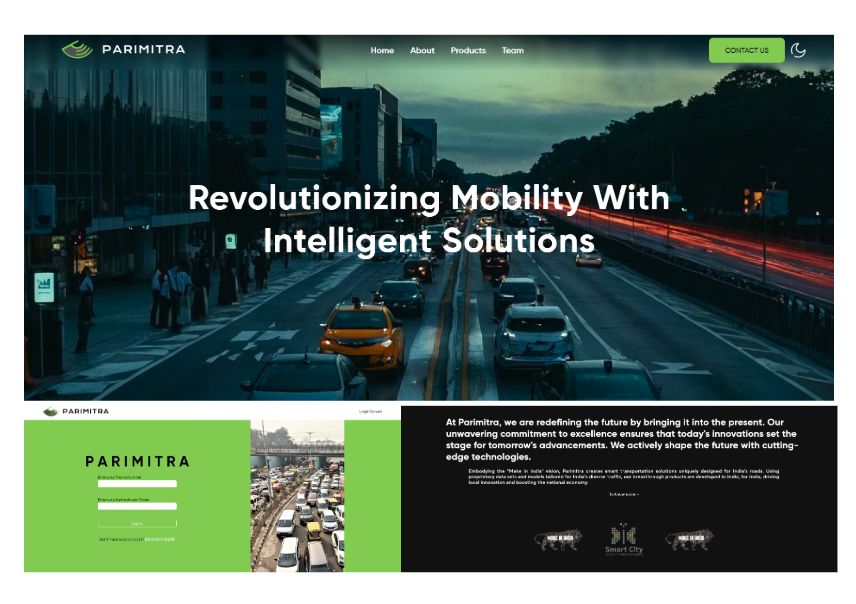 PARIMITRA
Home About Products Team
CONTACT US
Revolutionizing Mobility With
Intelligent Solutions
PARIMITRA
Login Screen
PARIMITRA
Log In
Don't have account yet?
At Parimitra, we are redefining the future by bringing it into the present. Our
unwavering commitment to excellence ensures that today's innovations set the
stage for tomorrow's advancements. We actively shape the future with cutting-
edge technologies.
Embodying the "Make in India" vision, Parimitra creates smart transportation solutions uniquely designed for India's roads. Using
proprietary data sets and models tailored for India's diverse traffic, our breakthrough products are developed in India, for India, driving
local innovation and boosting the national economy.
MAKE IN INDIA
Smart City
MAKE IN INDIA